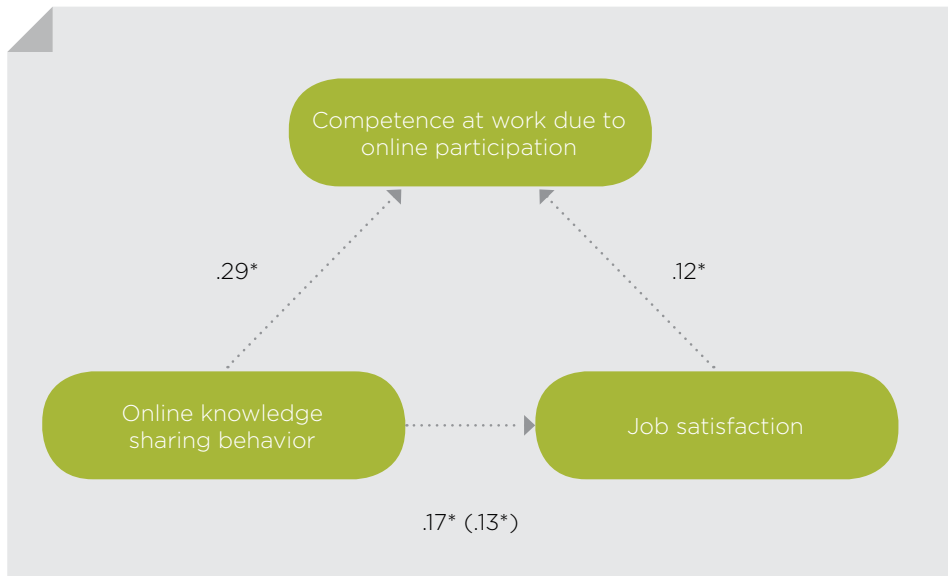 Competence at work due to
online participation
.29*
.12*
Online knowledge
sharing behavior
Job satisfaction
.17* (.13*)